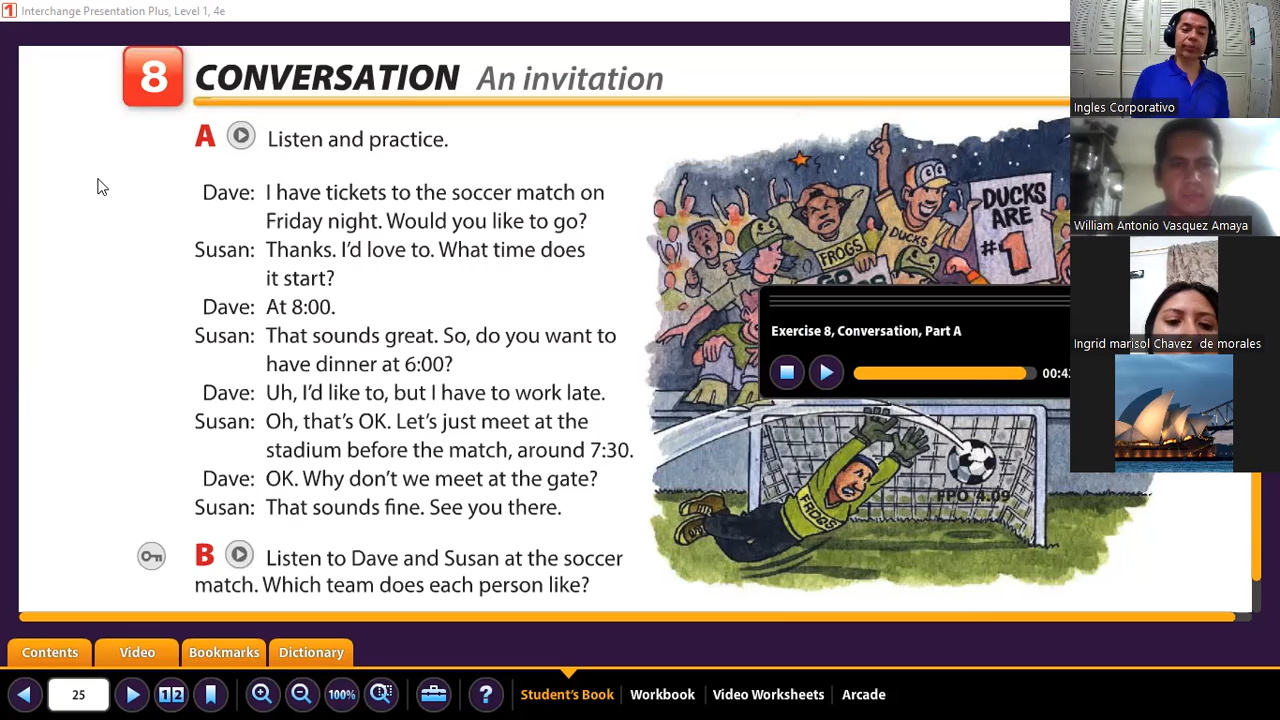 Interchange Presentation Plus, Level 1, 4e
8 CONVERSATION An invitation
A Listen and practice.
Dave: I have tickets to the soccer match on
Friday night. Would you like to go?
Susan: Thanks. I'd love to. What time does
it start?
Dave: At 8:00.
Susan: That sounds great. So, do you want to
have dinner at 6:00?
Dave: Uh, I'd like to, but I have to work late.
Susan: Oh, that's OK. Let's just meet at the
stadium before the match, around 7:30.
Dave: OK. Why don't we meet at the gate?
Susan: That sounds fine. See you there.
B Listen to Dave and Susan at the soccer
match. Which team does each person like?
DUCKS
ARE
#1
FROGS
DUCKS
GO
Exercise 8, Conversation, Part A
FROGS
FPO 4.09
Ingles Corporativo
William Antonio Vasquez Amaya
Ingrid marisol Chavez de morales
Contents Video Bookmarks Dictionary
25 1 2 100% ? Student's Book Workbook Video Worksheets Arcade